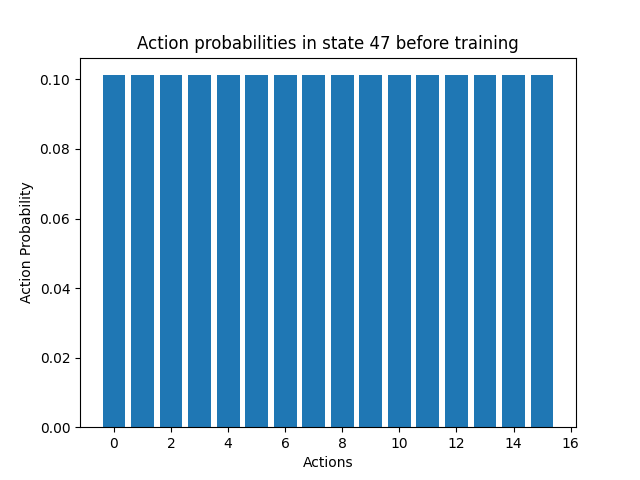 Action probabilities in state 47 before training
0.10
0.08
0.06
0.04
0.02
0.00
Action Probability
0 2 4 6 8 10 12 14 16
Actions